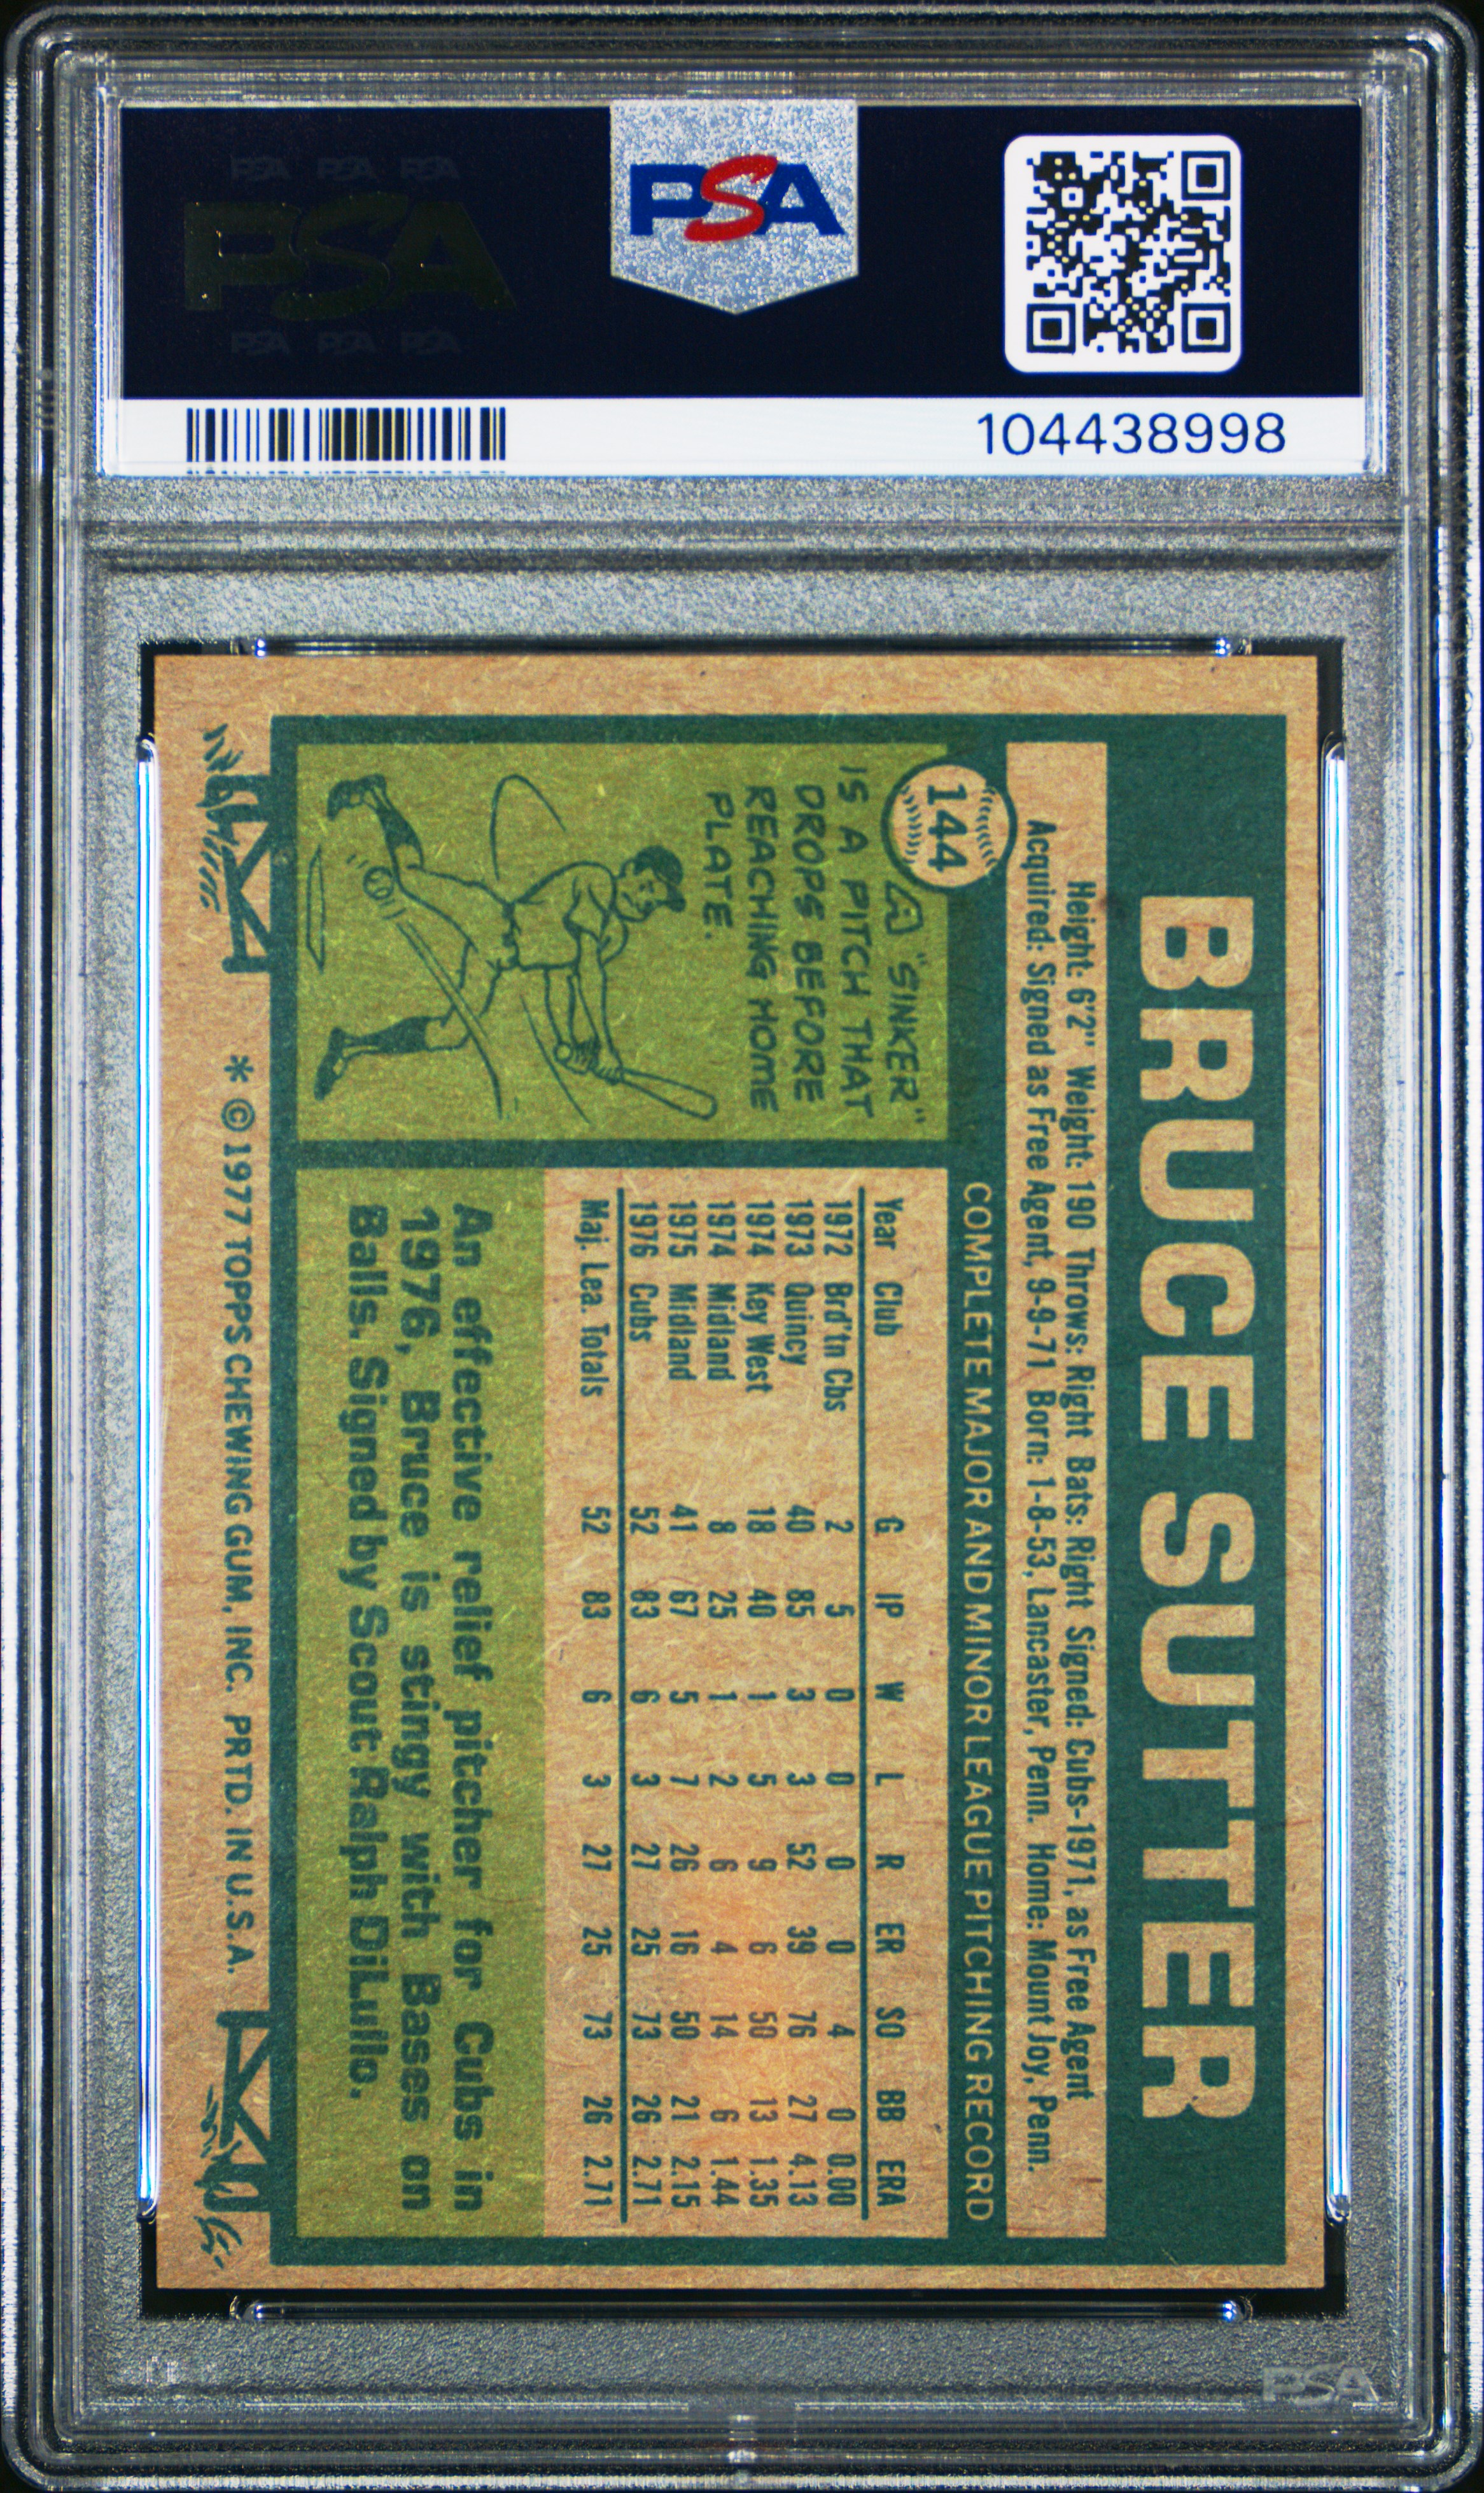 PSA PSA PSA
PSA
PSA PSA PSA
PSA
104438998
BRUCE SUTTER
Height: 6'2" Weight: 190 Throws: Right Bats: Right Signed: Cubs-1971, as Free Agent
Acquired: Signed as Free Agent, 9-9-71 Born: 1-8-53, Lancaster, Penn. Home: Mount Joy, Penn.
144
COMPLETE MAJOR AND MINOR LEAGUE PITCHING RECORD
A "SINKER"
IS A PITCH THAT
DROPS BEFORE
REACHING HOME
PLATE.
Year Club G IP W L R ER SO BB ERA
1972 Brd'tn Cbs 2 5 0 0 0 0 4 0 0.00
1973 Quincy 40 85 3 3 52 39 76 27 4.13
1974 Key West 18 40 1 5 9 6 50 13 1.35
1974 Midland 8 25 1 2 6 4 14 6 1.44
1975 Midland 41 67 5 7 26 16 50 21 2.15
1976 Cubs 52 83 6 3 27 25 73 26 2.71
Maj. Lea. Totals 52 83 6 3 27 25 73 26 2.71
An effective relief pitcher for Cubs in
1976, Bruce is stingy with Bases on
Balls. Signed by Scout Ralph DiLullo.
* ©1977 TOPPS CHEWING GUM, INC. PRTD. IN U.S.A.
PSA